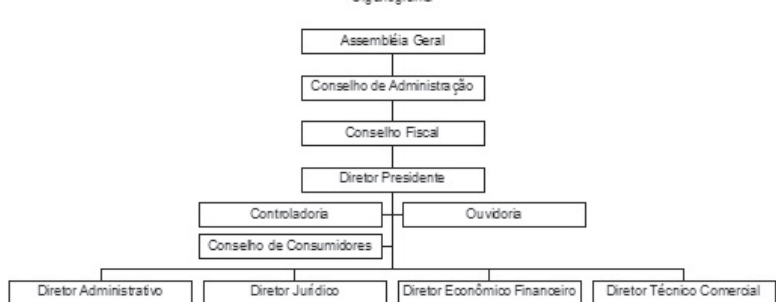 Organograma
Assembléia Geral
Conselho de Administração
Conselho Fiscal
Diretor Presidente
Controladoria
Ouvidoria
Conselho de Consumidores
Diretor Administrativo
Diretor Jurídico
Diretor Econômico Financeiro
Diretor Técnico Comercial